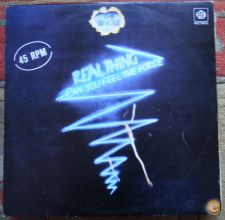 45 RPM
REAL THING
CAN YOU FEEL THE FORCE